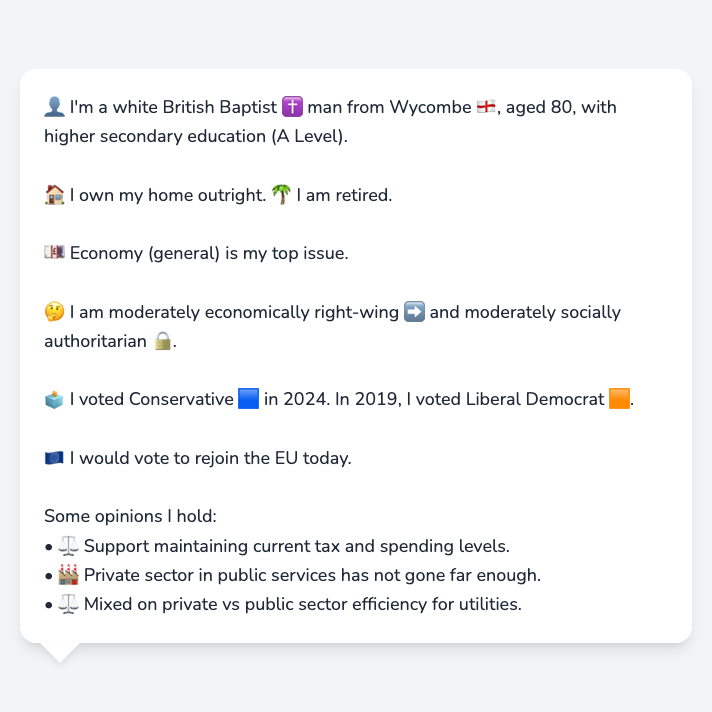 👤 I'm a white British Baptist ✝️ man from Wycombe 🏴󠁧󠁢󠁥󠁮󠁧󠁿, aged 80, with
higher secondary education (A Level).
🏠 I own my home outright. 🌴 I am retired.
💷 Economy (general) is my top issue.
🤔 I am moderately economically right-wing ➡️ and moderately socially
authoritarian 🔒.
🗳️ I voted Conservative 🟦 in 2024. In 2019, I voted Liberal Democrat 🟧.
🇪🇺 I would vote to rejoin the EU today.
Some opinions I hold:
• ⚖️ Support maintaining current tax and spending levels.
• 🏭 Private sector in public services has not gone far enough.
• ⚖️ Mixed on private vs public sector efficiency for utilities.